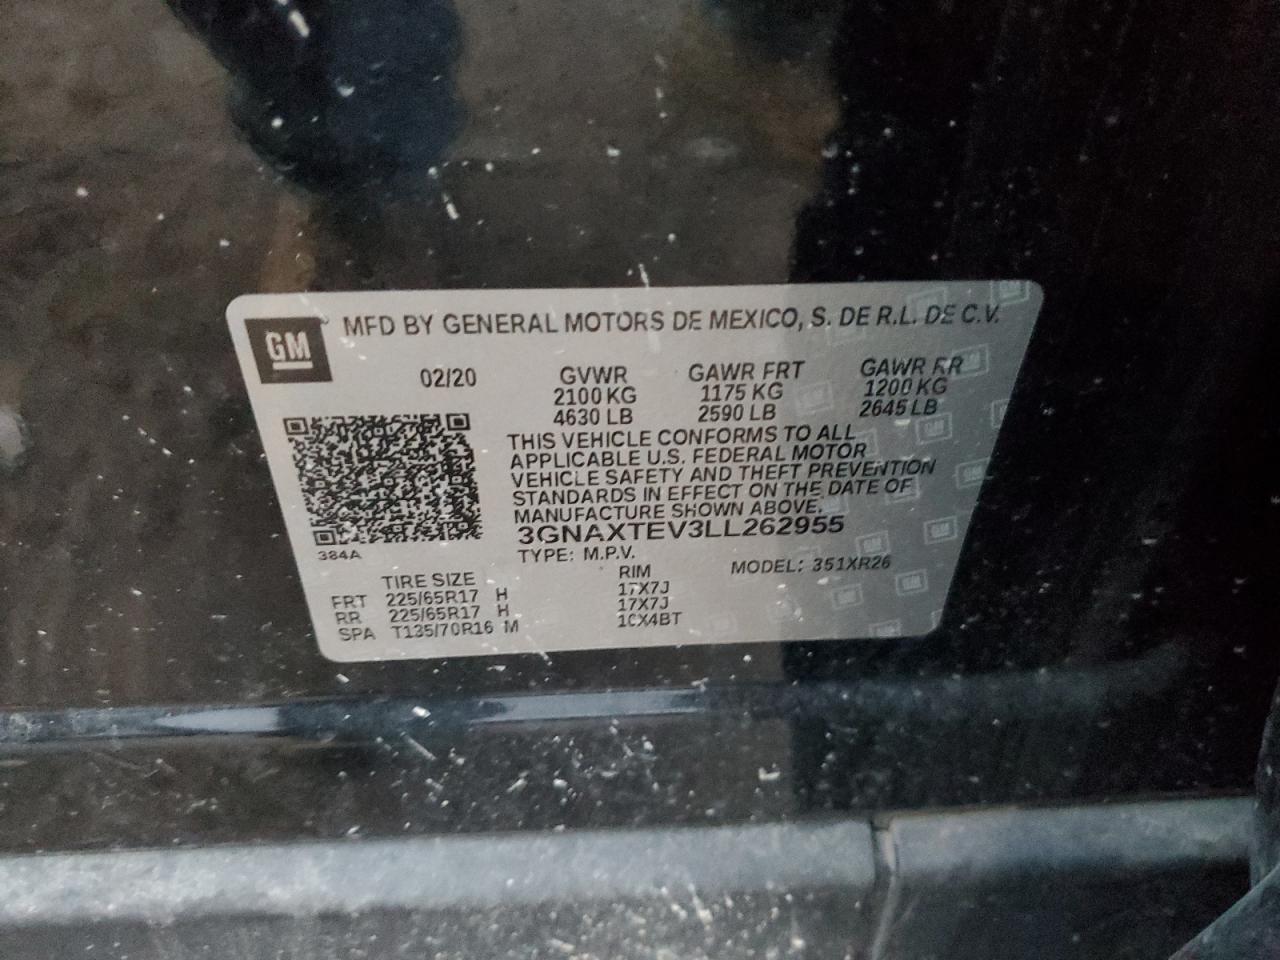 GM MFD BY GENERAL MOTORS DE MEXICO, S. DE R.L. DE C.V.
02/20 GVWR GAWR FRT GAWR RR
2100 KG 1175 KG 1200 KG
4630 LB 2590 LB 2645 LB
THIS VEHICLE CONFORMS TO ALL
APPLICABLE U.S. FEDERAL MOTOR
VEHICLE SAFETY AND THEFT PREVENTION
STANDARDS IN EFFECT ON THE DATE OF
MANUFACTURE SHOWN ABOVE.
3GNAXTEV3LL262955
384A TYPE: M.P.V. MODEL: 351XR26
TIRE SIZE RIM
FRT 225/65R17 H 17X7J
RR 225/65R17 H 17X7J
SPA T135/70R16 M 16X4BT